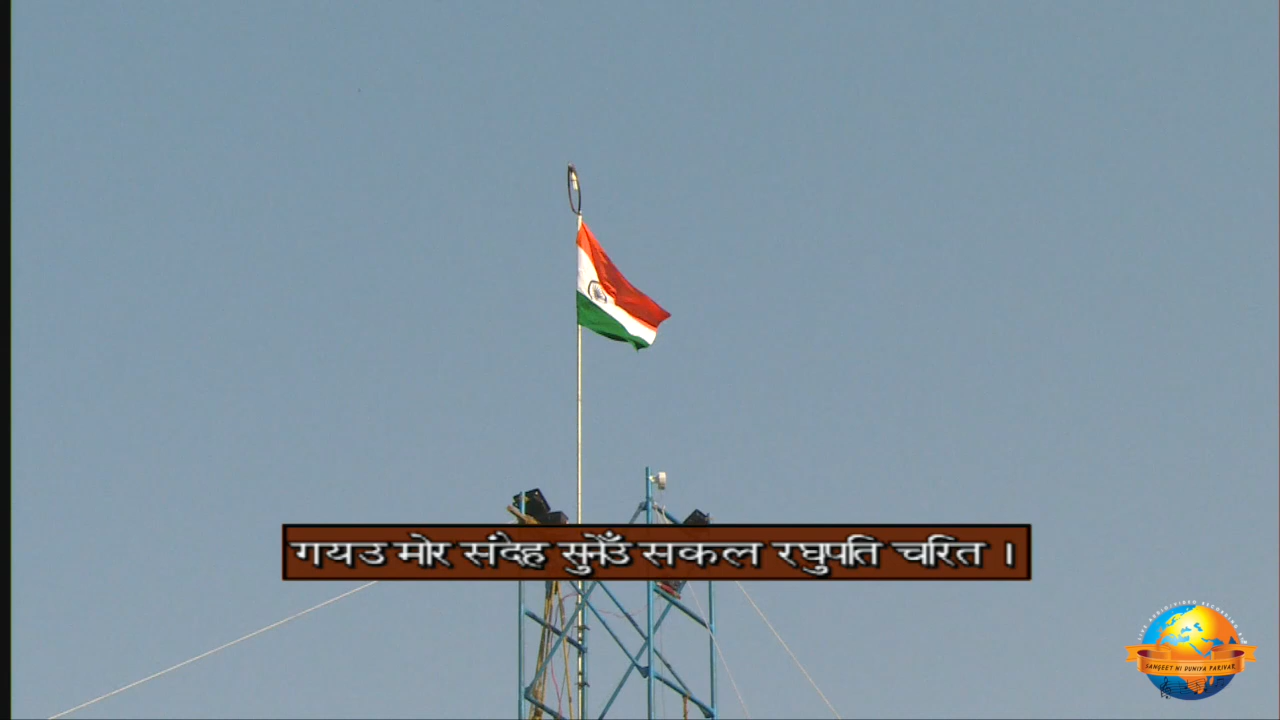 गयउ मोर संदेह सुनेउँ सकल रघुपति चरित ।
SANGEET NI DUNIYA PARIVAR